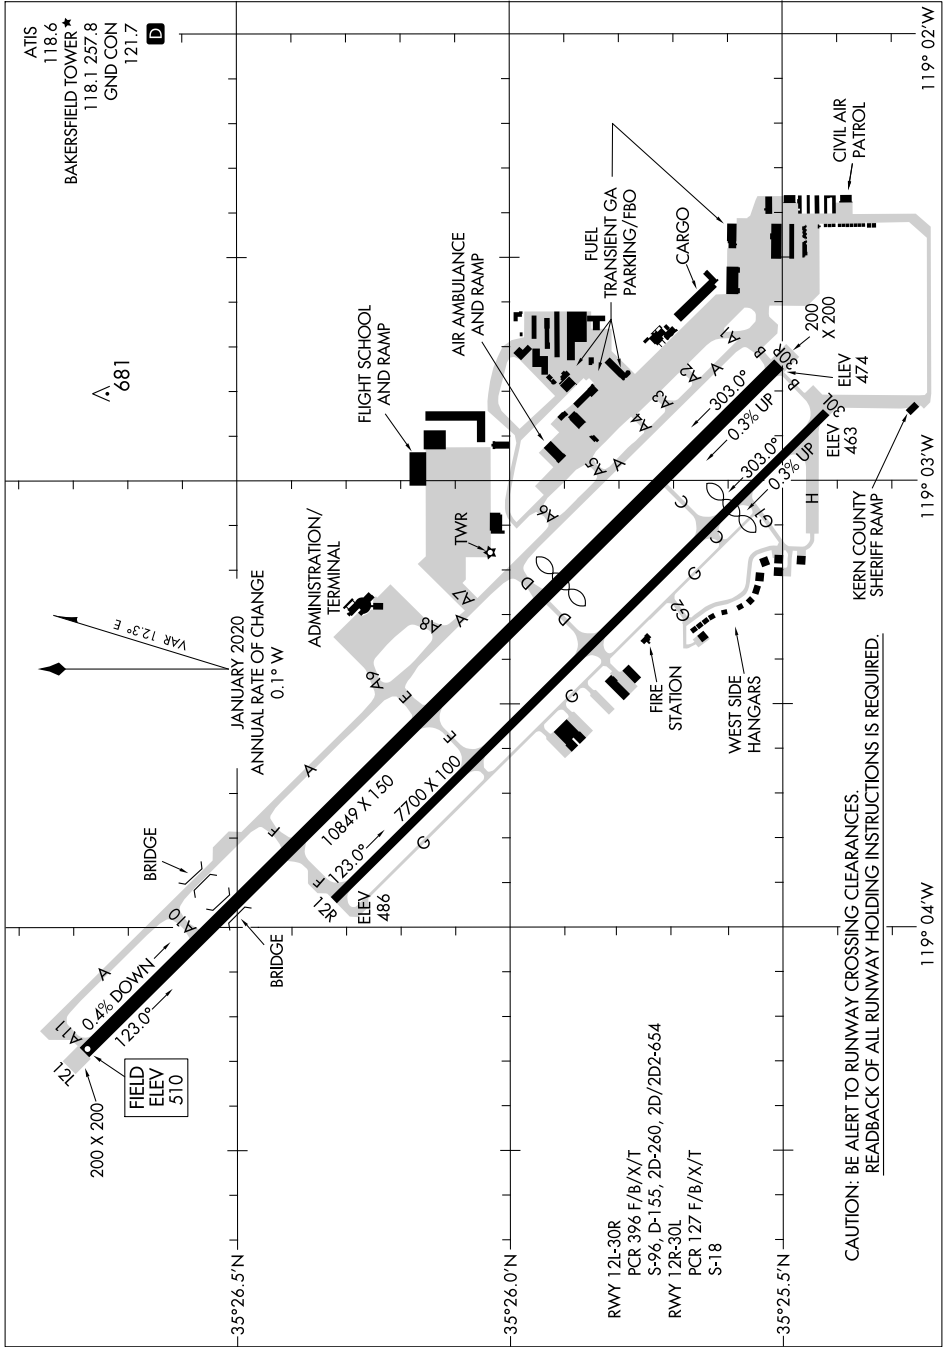 ATIS
118.6
BAKERSFIELD TOWER★
118.1 257.8
GND CON
121.7
D
681
FLIGHT SCHOOL
AND RAMP
AIR AMBULANCE
AND RAMP
FUEL
TRANSIENT GA
PARKING/FBO
CARGO
CIVIL AIR
PATROL
ADMINISTRATION/
TERMINAL
TWR
VAR 12.3° E
JANUARY 2020
ANNUAL RATE OF CHANGE
0.1° W
BRIDGE
BRIDGE
A11
A
A10
A
A9
A8
A
A7
A6
A5
A
A4
A3
A2
A
A1
B
B
C
C
D
D
E
E
F
F
G
G
G
G2
G1
H
12L
0.4% DOWN
123.0°
200 X 200
FIELD
ELEV
510
10849 X 150
303.0°
0.3% UP
30R
200
X 200
ELEV
474
12R
ELEV
486
123.0°
7700 X 100
303.0°
0.3% UP
30L
ELEV
463
FIRE
STATION
WEST SIDE
HANGARS
KERN COUNTY
SHERIFF RAMP
RWY 12L-30R
PCR 396 F/B/X/T
S-96, D-155, 2D-260, 2D/2D2-654
RWY 12R-30L
PCR 127 F/B/X/T
S-18
CAUTION: BE ALERT TO RUNWAY CROSSING CLEARANCES.
READBACK OF ALL RUNWAY HOLDING INSTRUCTIONS IS REQUIRED.
35°26.5'N
35°26.0'N
35°25.5'N
119° 04'W
119° 03'W
119° 02'W